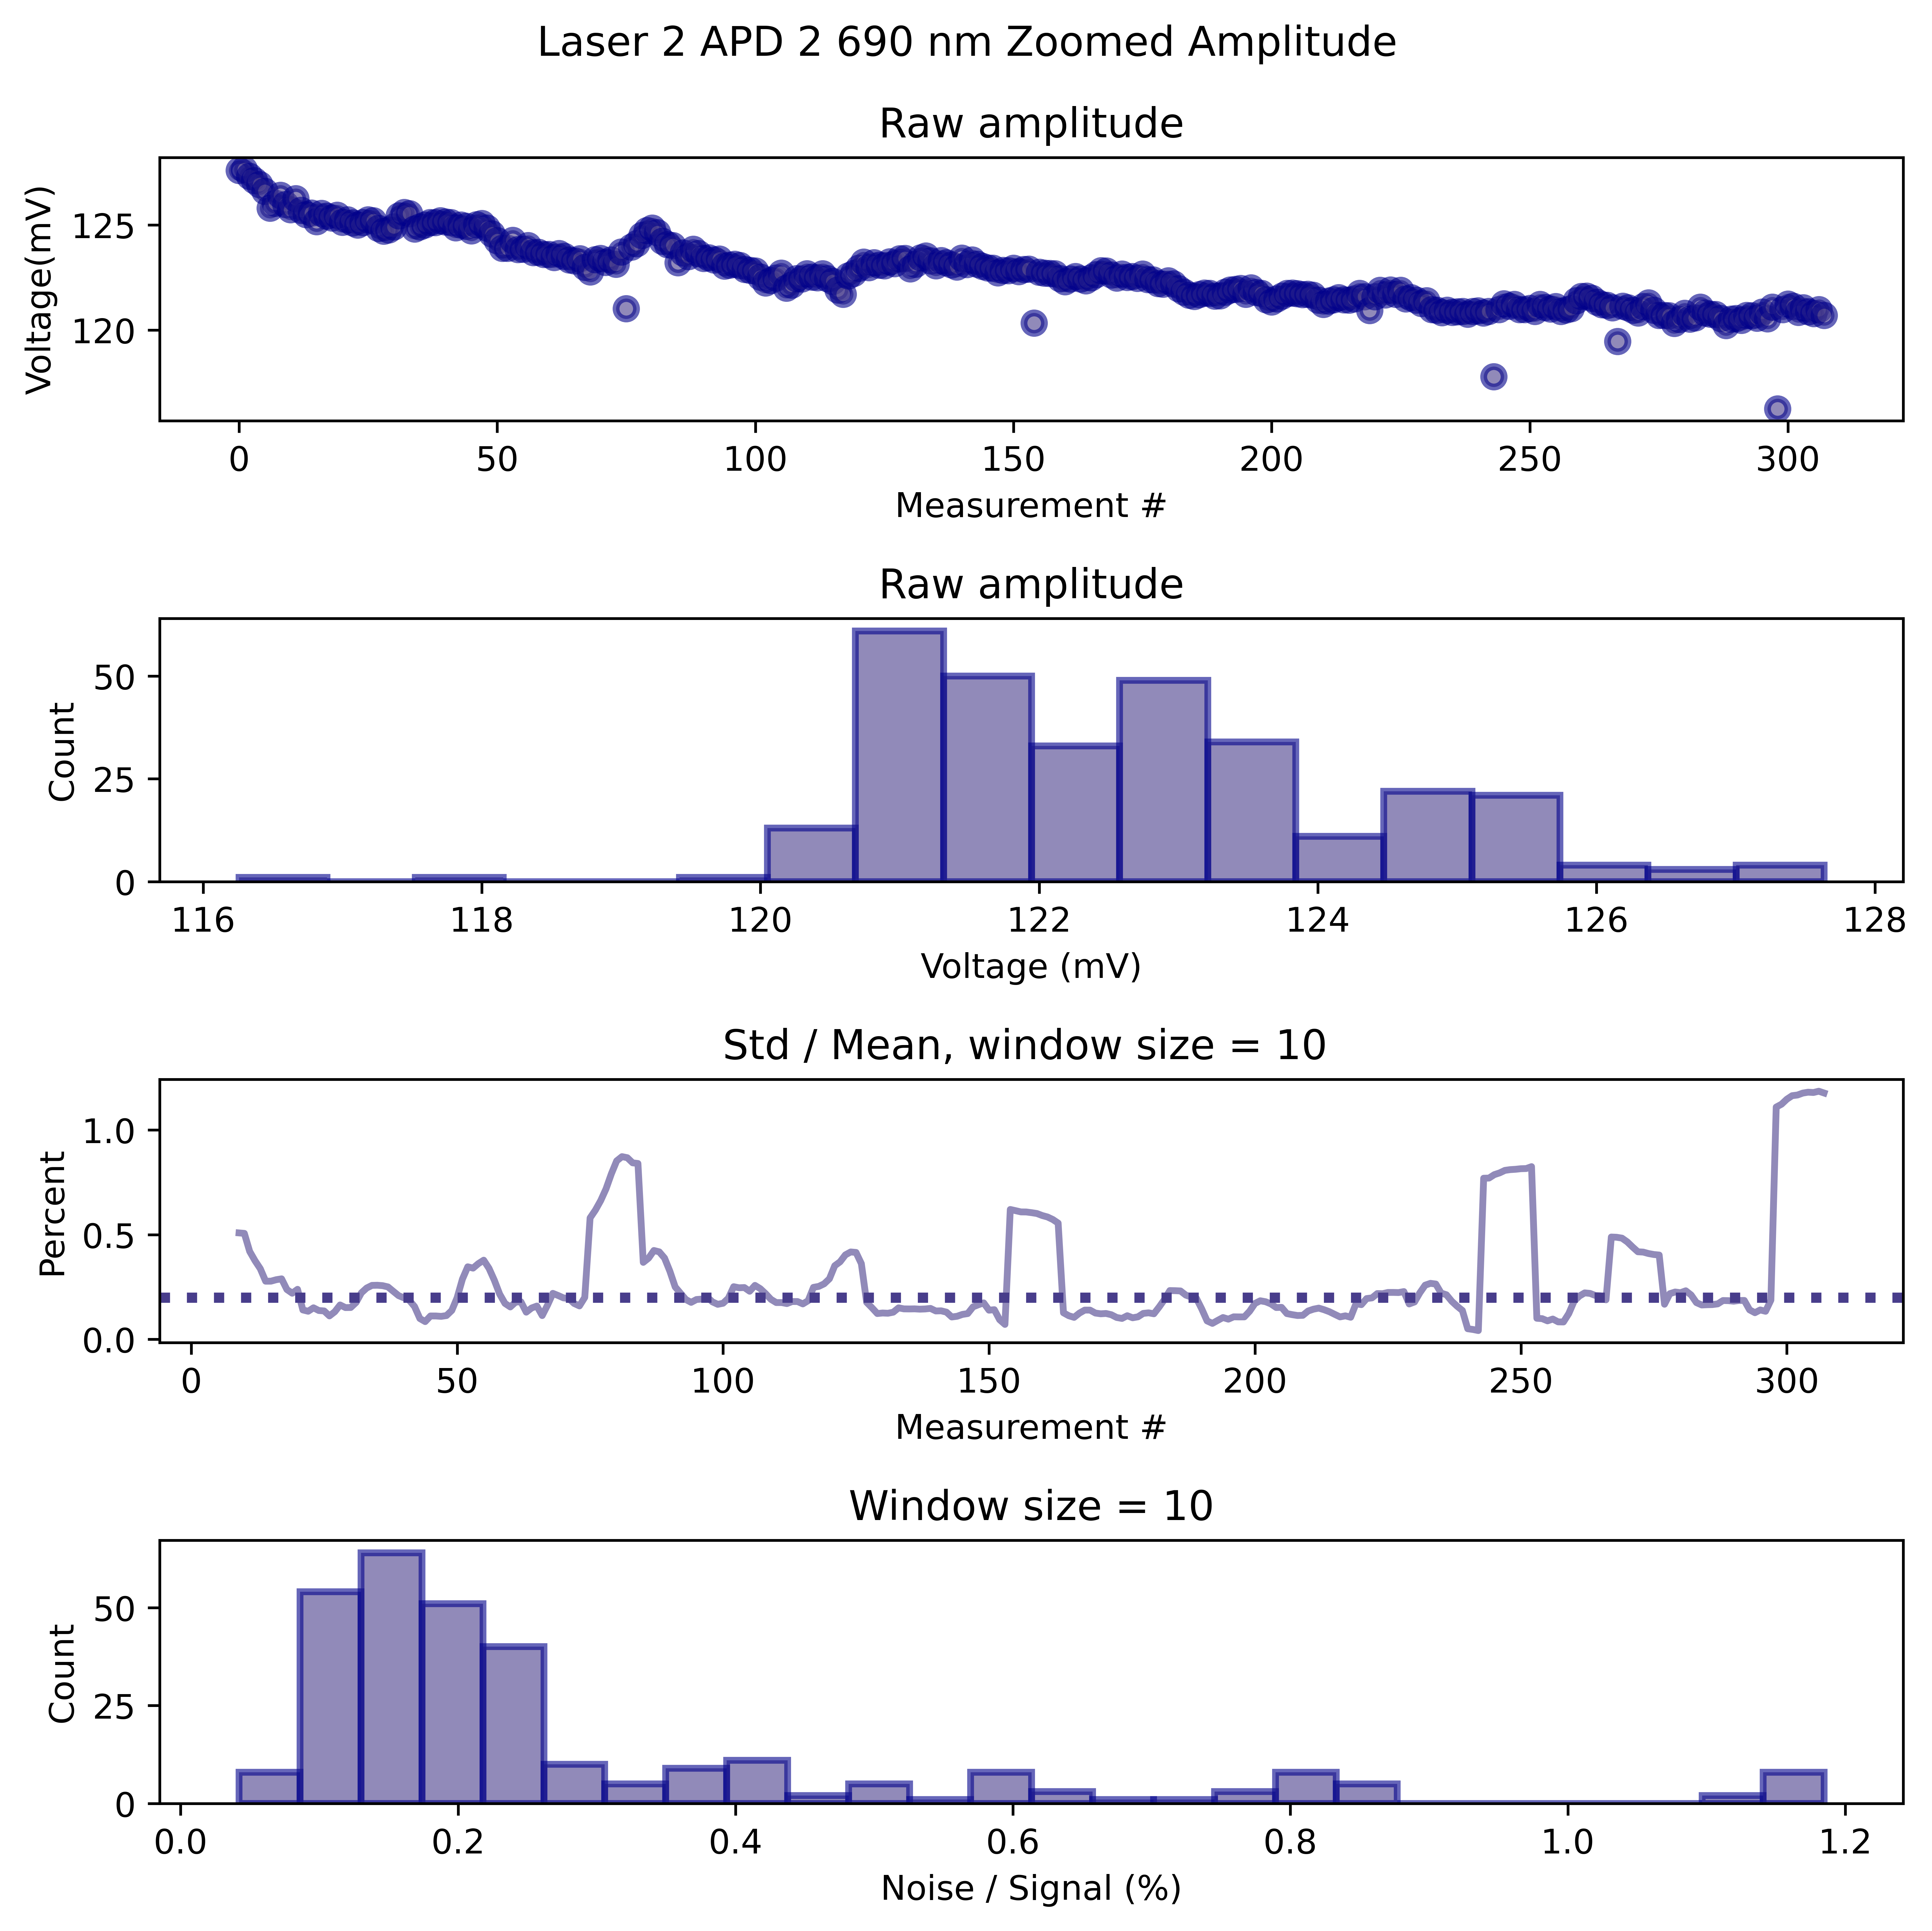 Laser 2 APD 2 690 nm Zoomed Amplitude
Raw amplitude
Voltage(mV)
125
120
0 50 100 150 200 250 300
Measurement #
Raw amplitude
Count
50
25
0
116 118 120 122 124 126 128
Voltage (mV)
Std / Mean, window size = 10
Percent
1.0
0.5
0.0
0 50 100 150 200 250 300
Measurement #
Window size = 10
Count
50
25
0
0.0 0.2 0.4 0.6 0.8 1.0 1.2
Noise / Signal (%)